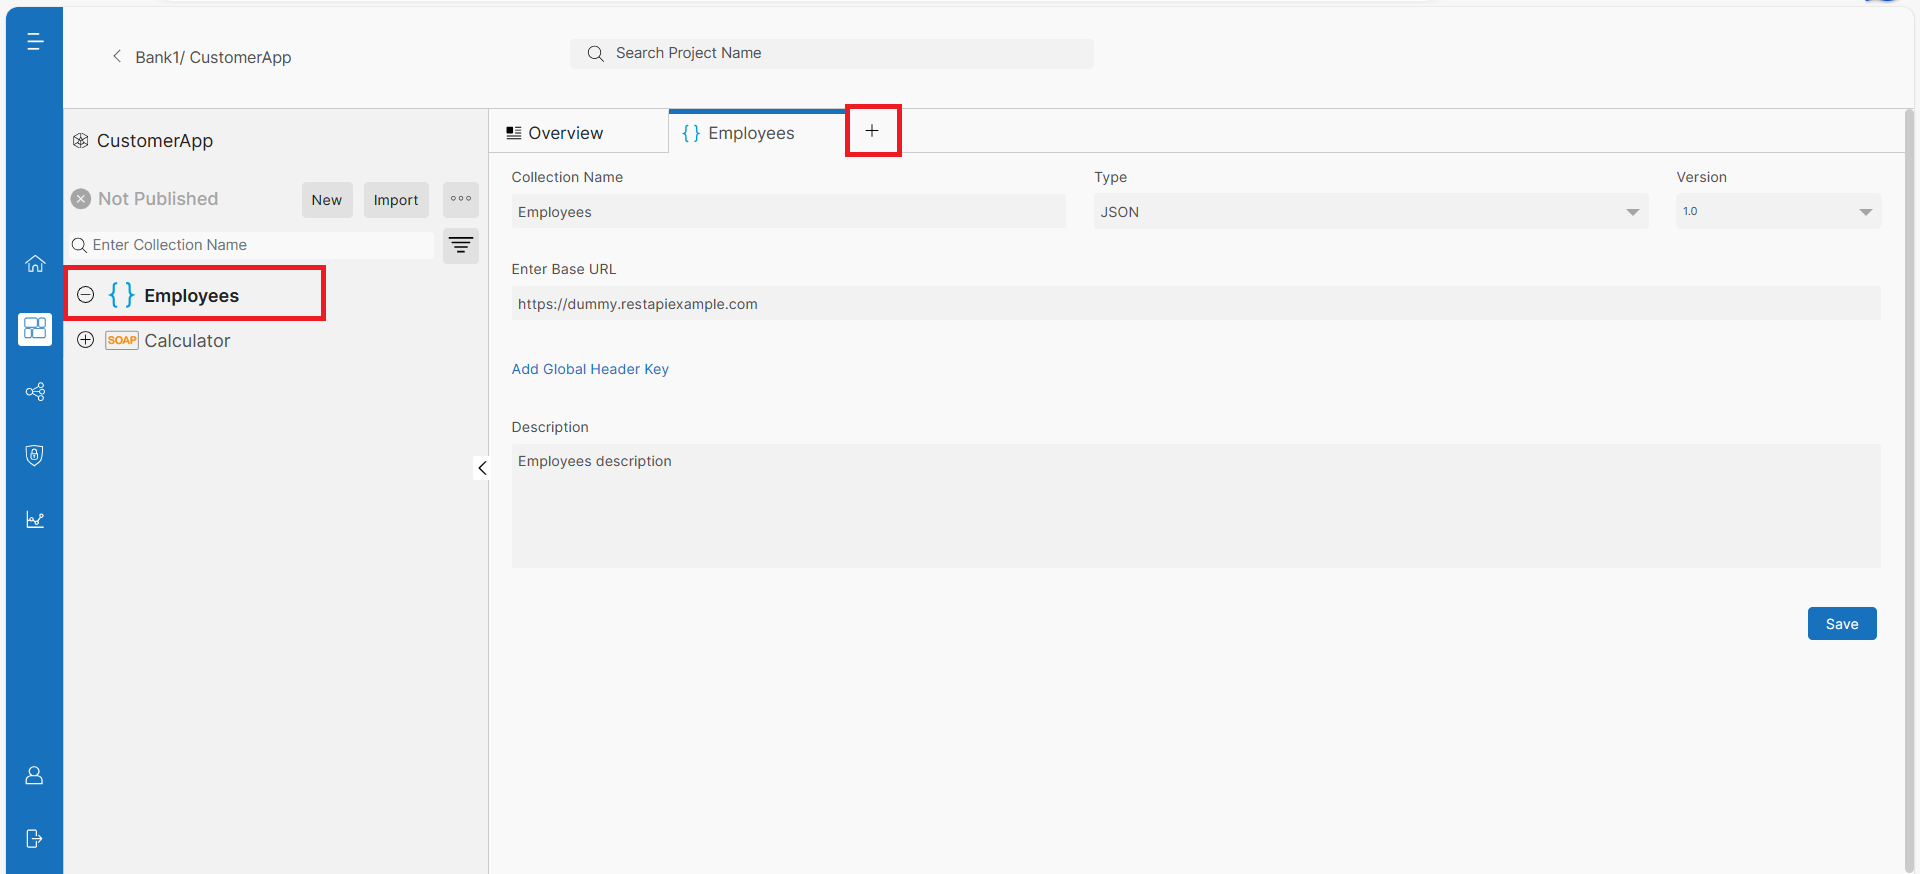 Bank1/ CustomerApp
Search Project Name
CustomerApp
Not Published
New
Import
Enter Collection Name
{ } Employees
SOAP Calculator
Overview
{ } Employees
+
Collection Name
Type
Version
Employees
JSON
1.0
Enter Base URL
https://dummy.restapiexample.com
Add Global Header Key
Description
Employees description
Save